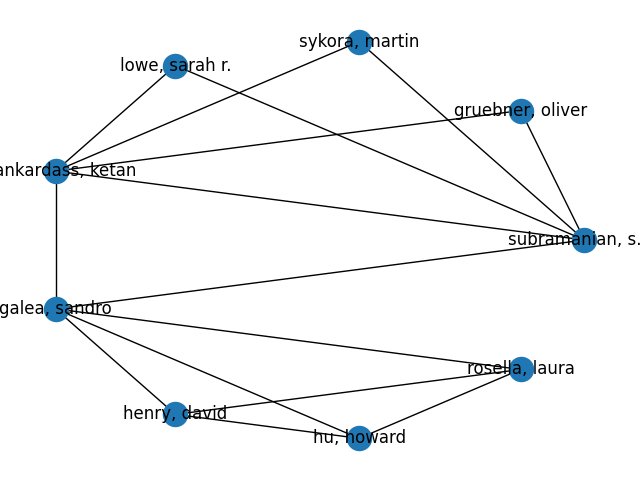 sykora, martin
lowe, sarah r.
gruebner, oliver
ankardass, ketan
subramanian, s.
galea, sandro
rosella, laura
henry, david
hu, howard